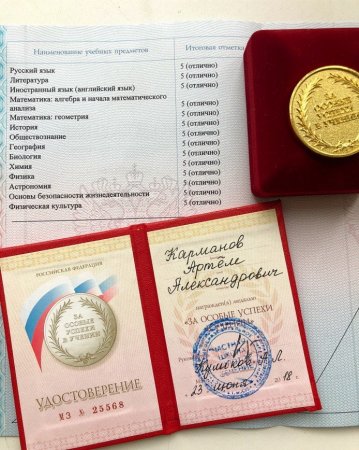 Наименование учебных предметов Итоговая отметка
Русский язык 5 (отлично)
Литература 5 (отлично)
Иностранный язык (английский язык) 5 (отлично)
Математика: алгебра и начала математического
анализа 5 (отлично)
Математика: геометрия 5 (отлично)
История 5 (отлично)
Обществознание 5 (отлично)
География 5 (отлично)
Биология 5 (отлично)
Химия 5 (отлично)
Физика 5 (отлично)
Астрономия 5 (отлично)
Основы безопасности жизнедеятельности 5 (отлично)
Физическая культура 5 (отлично)
ЗА
ОСОБЫЕ
УСПЕХИ
В УЧЕНИИ
РОССИЙСКАЯ ФЕДЕРАЦИЯ
ЗА
ОСОБЫЕ
УСПЕХИ
В УЧЕНИИ
УДОСТОВЕРЕНИЕ
МЗ № 25568
Карманов
Артём
Александрович
награжден(а) медалью
«ЗА ОСОБЫЕ УСПЕХИ
23 июня 2018 г.